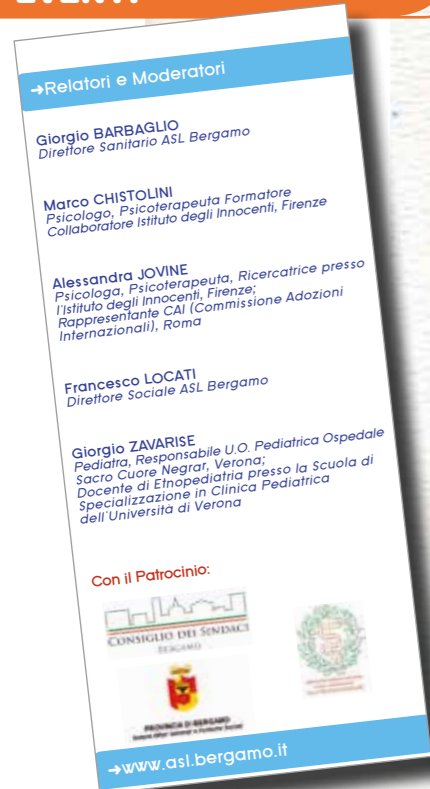 ➔Relatori e Moderatori
Giorgio BARBAGLIO
Direttore Sanitario ASL Bergamo
Marco CHISTOLINI
Psicologo, Psicoterapeuta Formatore
Collaboratore Istituto degli Innocenti, Firenze
Alessandra JOVINE
Psicologa, Psicoterapeuta, Ricercatrice presso
l'Istituto degli Innocenti, Firenze;
Rappresentante CAI (Commissione Adozioni
Internazionali), Roma
Francesco LOCATI
Direttore Sociale ASL Bergamo
Giorgio ZAVARISE
Pediatra, Responsabile U.O. Pediatrica Ospedale
Sacro Cuore Negrar, Verona;
Docente di Etnopediatria presso la Scuola di
Specializzazione in Clinica Pediatrica
dell'Università di Verona
Con il Patrocinio:
CONSIGLIO DEI SINDACI
BERGAMO
PROVINCIA DI BERGAMO
➔www.asl.bergamo.it